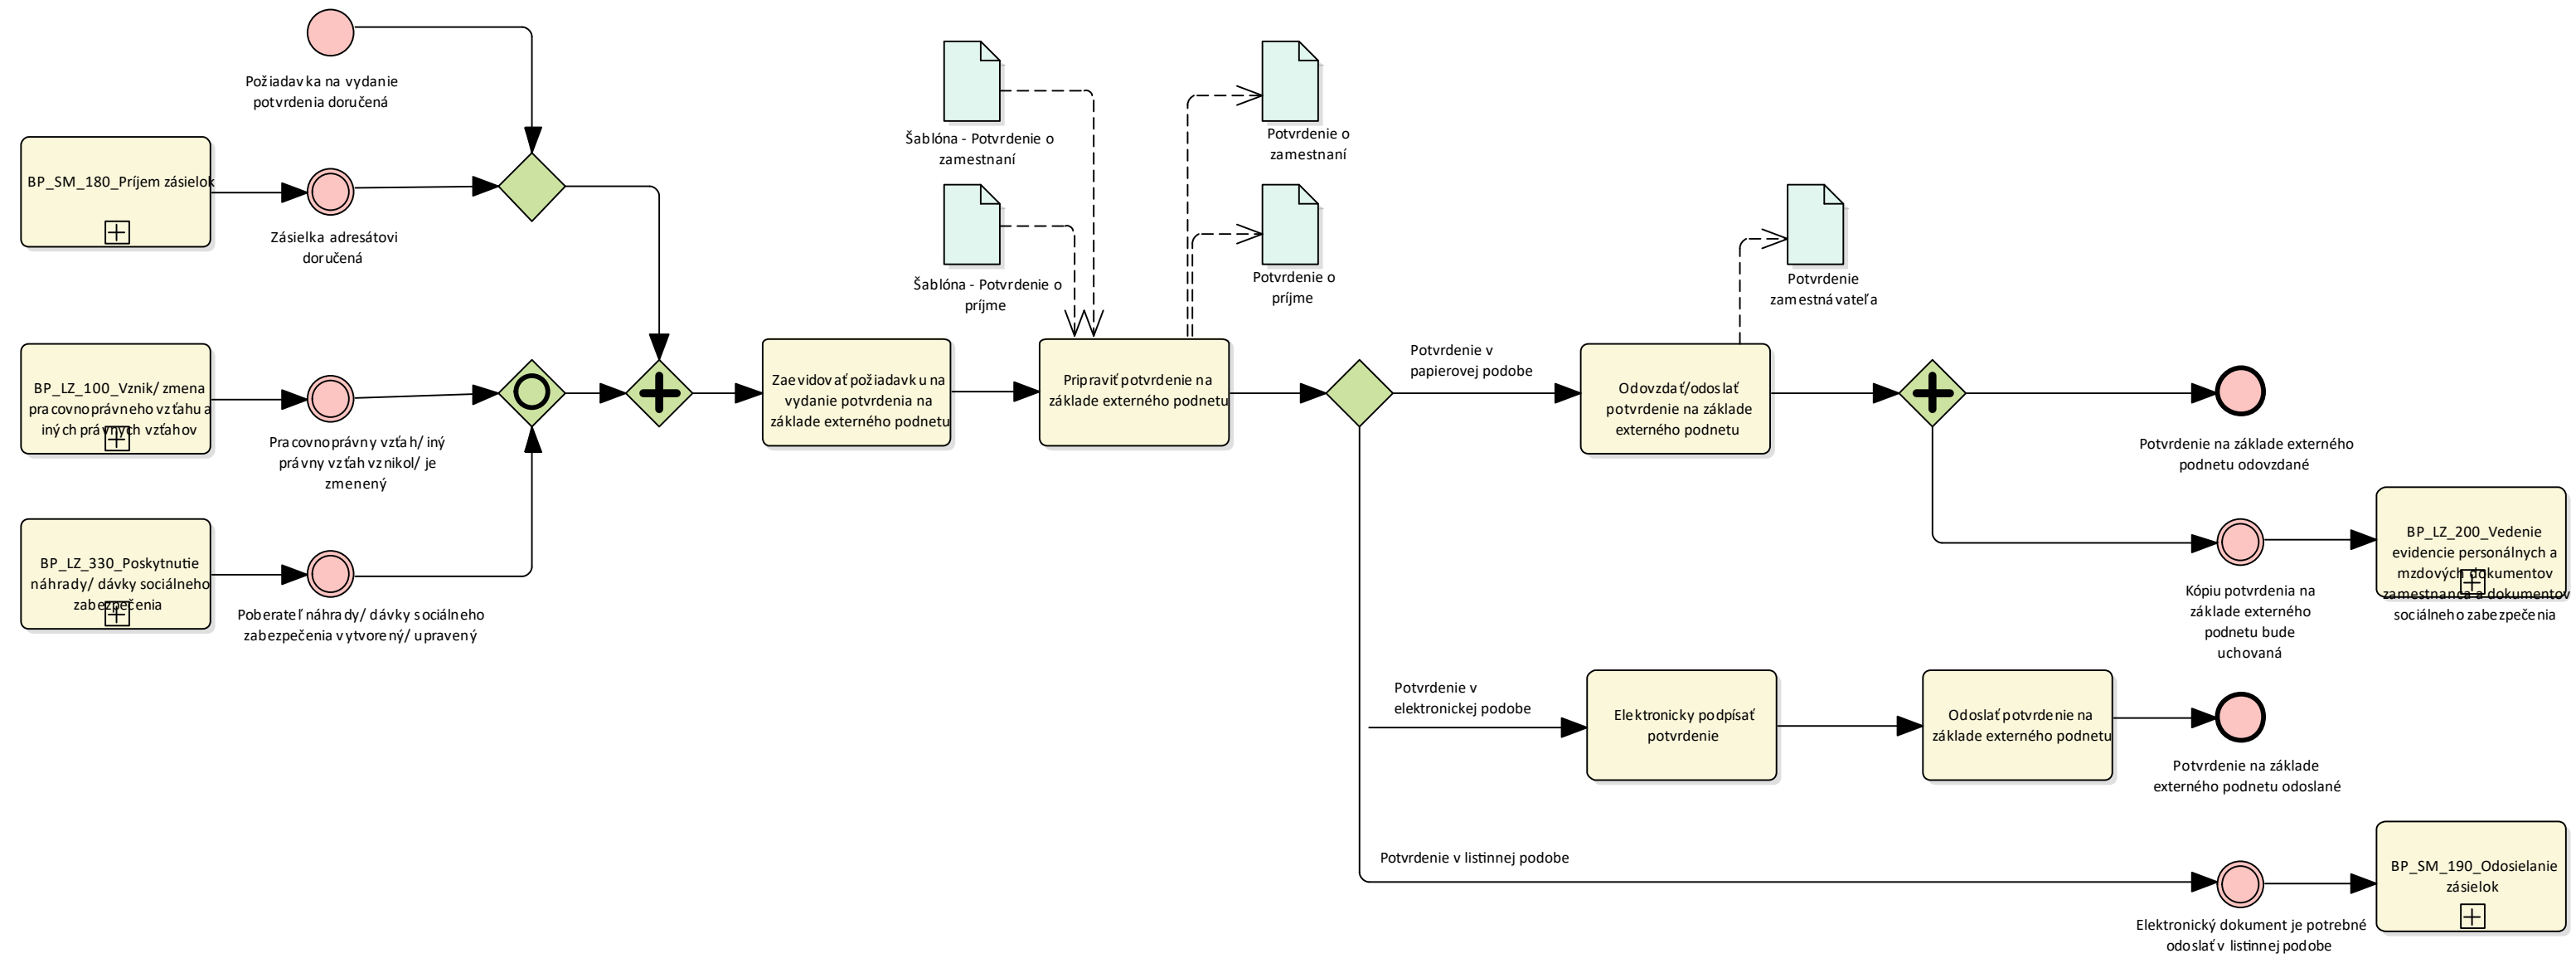 Požiadavka na vydanie
potvrdenia doručená
BP_SM_180_Príjem zásielok
Zásielka adresátovi
doručená
BP_LZ_100_Vznik/ zmena
pracovnoprávneho vzťahu a
iných právnych vzťahov
Pracovnoprávny vzťah/ iný
právny vzťah vznikol/ je
zmenený
BP_LZ_330_Poskytnutie
náhrady/ dávky sociálneho
zabezpečenia
Poberateľ náhrady/ dávky sociálneho
zabezpečenia vytvorený/ upravený
Zaevidovať požiadavku na
vydanie potvrdenia na
základe externého podnetu
Šablóna - Potvrdenie o
zamestnaní
Šablóna - Potvrdenie o
príjme
Pripraviť potvrdenie na
základe externého podnetu
Potvrdenie o
zamestnaní
Potvrdenie o
príjme
Potvrdenie v
papierovej podobe
Odovzdať/odoslať
potvrdenie na základe
externého podnetu
Potvrdenie
zamestnávateľa
Potvrdenie na základe externého
podnetu odovzdané
Kópiu potvrdenia na
základe externého
podnetu bude
uchovaná
BP_LZ_200_Vedenie
evidencie personálnych a
mzdových dokumentov
zamestnanca a dokumentov
sociálneho zabezpečenia
Potvrdenie v
elektronickej podobe
Elektronicky podpísať
potvrdenie
Odoslať potvrdenie na
základe externého podnetu
Potvrdenie na základe
externého podnetu odoslané
Potvrdenie v listinnej podobe
Elektronický dokument je potrebné
odoslať v listinnej podobe
BP_SM_190_Odosielanie
zásielok